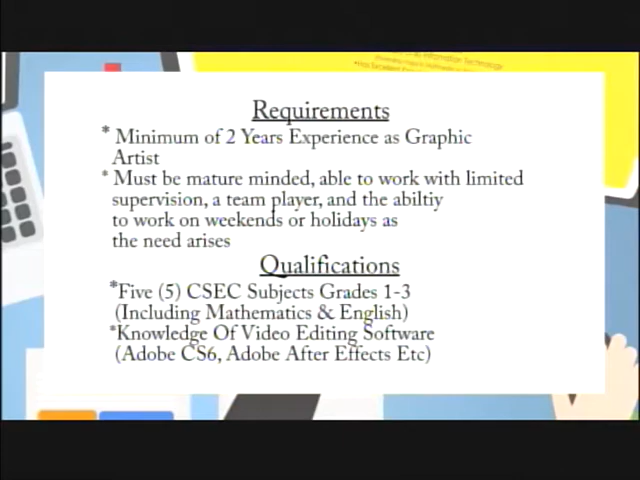 Information Technology
Requirements
* Minimum of 2 Years Experience as Graphic
Artist
* Must be mature minded, able to work with limited
supervision, a team player, and the abiltiy
to work on weekends or holidays as
the need arises
Qualifications
*Five (5) CSEC Subjects Grades 1-3
(Including Mathematics & English)
*Knowledge Of Video Editing Software
(Adobe CS6, Adobe After Effects Etc)